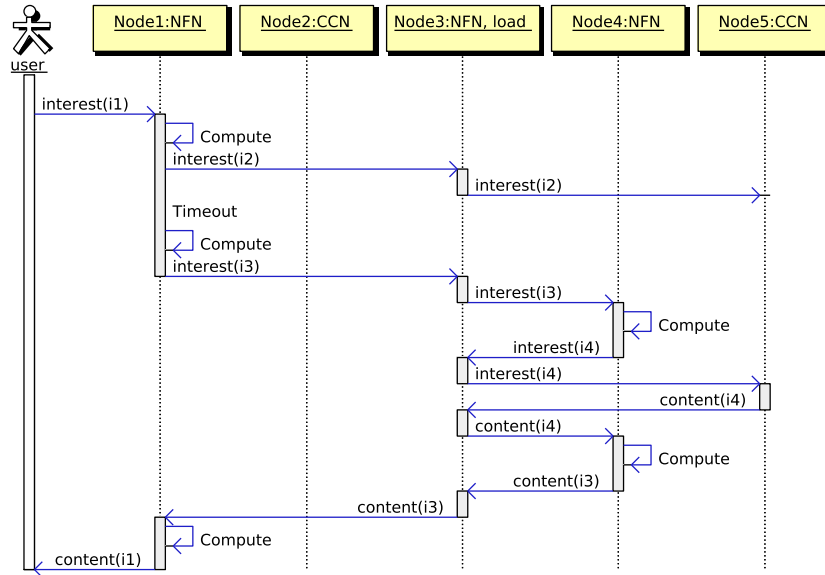 Node1:NFN Node2:CCN Node3:NFN, load Node4:NFN Node5:CCN
user
interest(i1)
Compute
interest(i2)
interest(i2)
Timeout
Compute
interest(i3)
interest(i3)
Compute
interest(i4)
interest(i4)
content(i4)
content(i4)
Compute
content(i3)
content(i3)
Compute
content(i1)